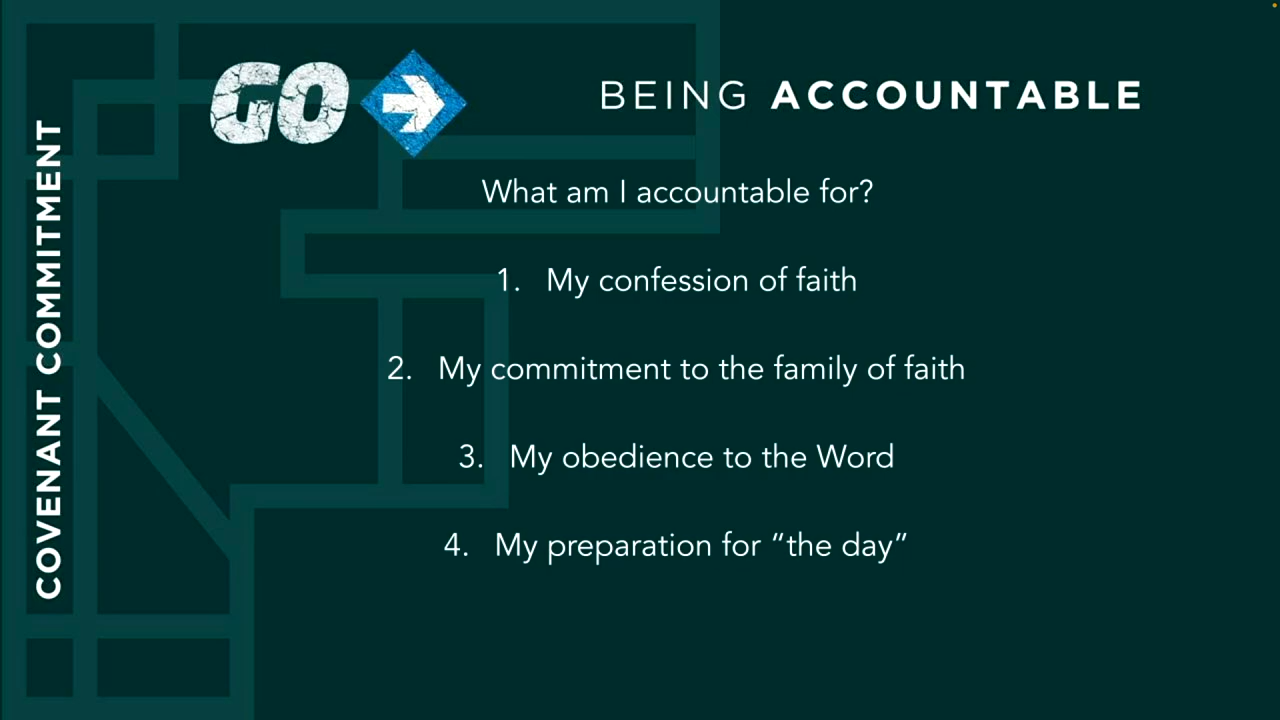 COVENANT COMMITMENT
GO
BEING ACCOUNTABLE
What am I accountable for?
1. My confession of faith
2. My commitment to the family of faith
3. My obedience to the Word
4. My preparation for “the day”